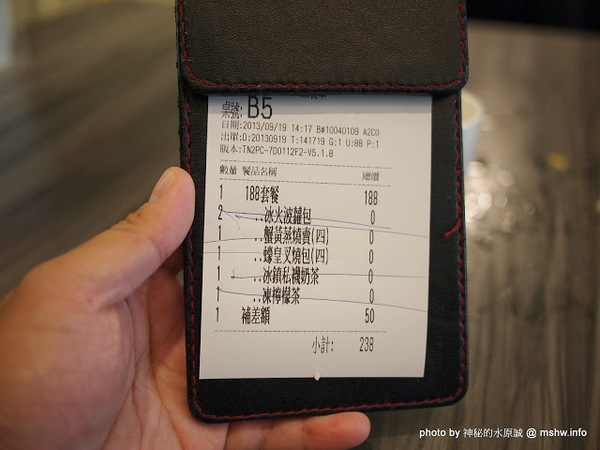 桌號: B5
日期:2013/09/19 14:17 B#10040109 A2C0
出單:D:20130919 T:141719 G:1 U:88 P:1
版本:TN2PC-700112F2-V5.1.8
數量 餐品名稱 總價
1 188套餐 188
2 ..冰火波蘿包 0
1 ..蟹黃蒸燒賣(四) 0
1 ..蠔皇叉燒包(四) 0
1 ..冰鎮私襪奶茶 0
1 ..凍檸檬茶 0
1 補差額 50
小計: 238
photo by 神秘的水原誠 @ mshw.info